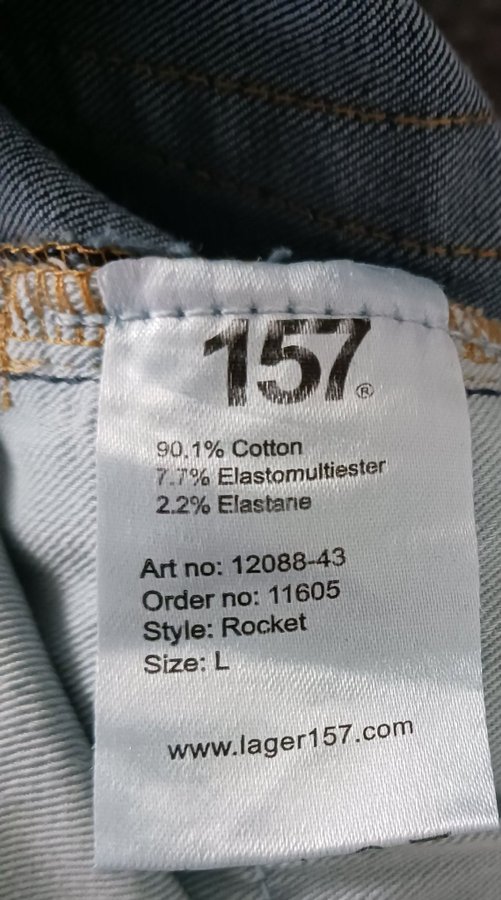 157®
90.1% Cotton
7.7% Elastomultiester
2.2% Elastane
Art no: 12088-43
Order no: 11605
Style: Rocket
Size: L
www.lager157.com